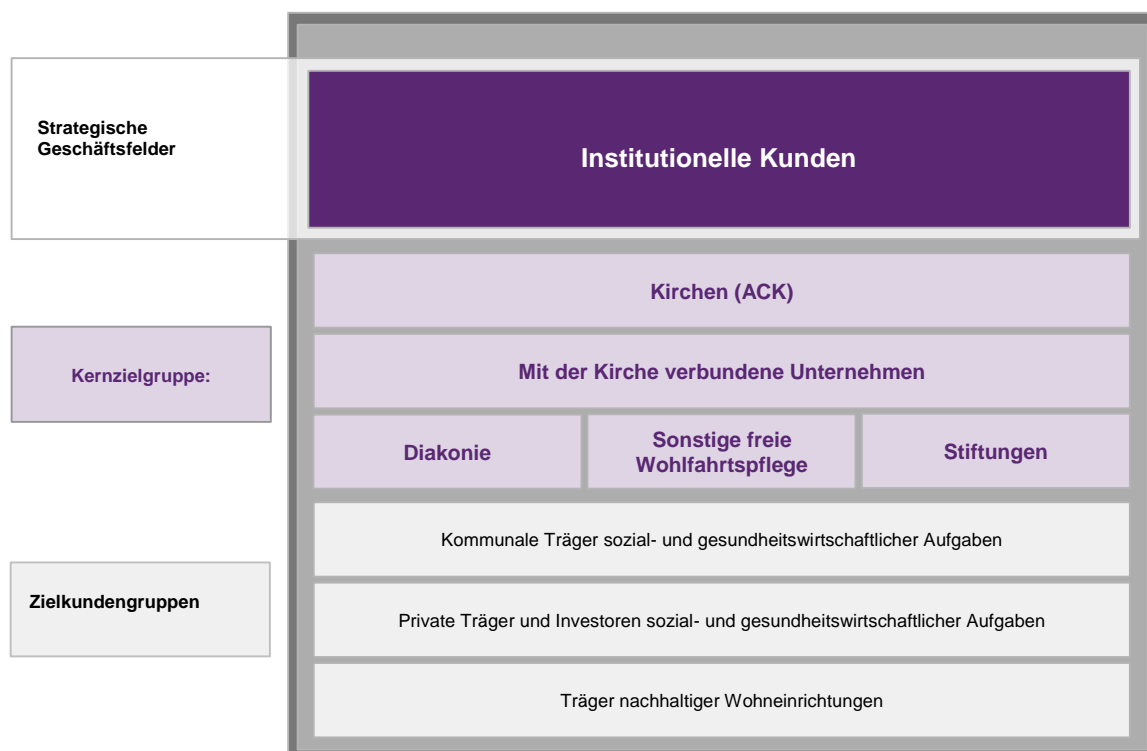 Strategische
Geschäftsfelder
Institutionelle Kunden
Kirchen (ACK)
Kernzielgruppe:
Mit der Kirche verbundene Unternehmen
Diakonie
Sonstige freie
Wohlfahrtspflege
Stiftungen
Kommunale Träger sozial- und gesundheitswirtschaftlicher Aufgaben
Zielkundengruppen
Private Träger und Investoren sozial- und gesundheitswirtschaftlicher Aufgaben
Träger nachhaltiger Wohneinrichtungen